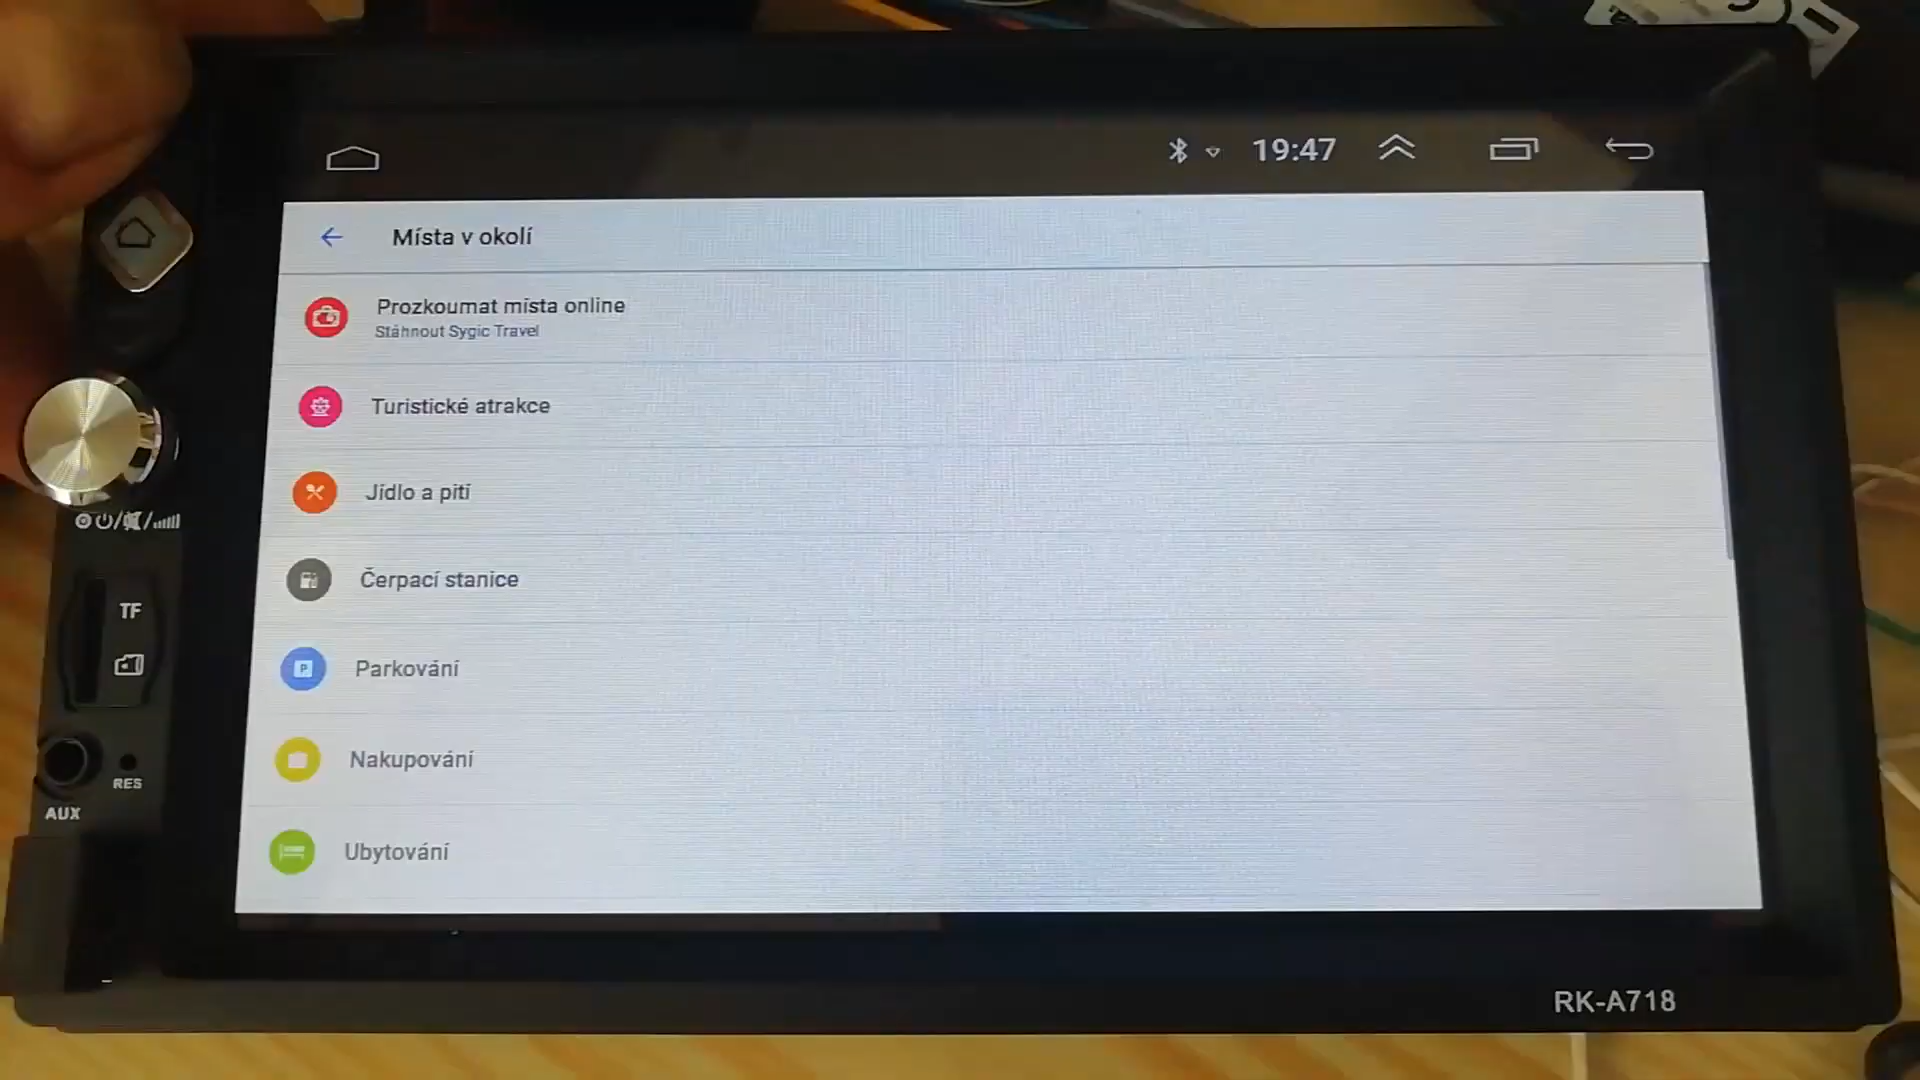 19:47
Místa v okolí
Prozkoumat místa online
Stáhnout Sygic Travel
Turistické atrakce
Jídlo a pití
Čerpací stanice
P
Parkování
Nakupování
Ubytování
TF
RES
AUX
RK-A718